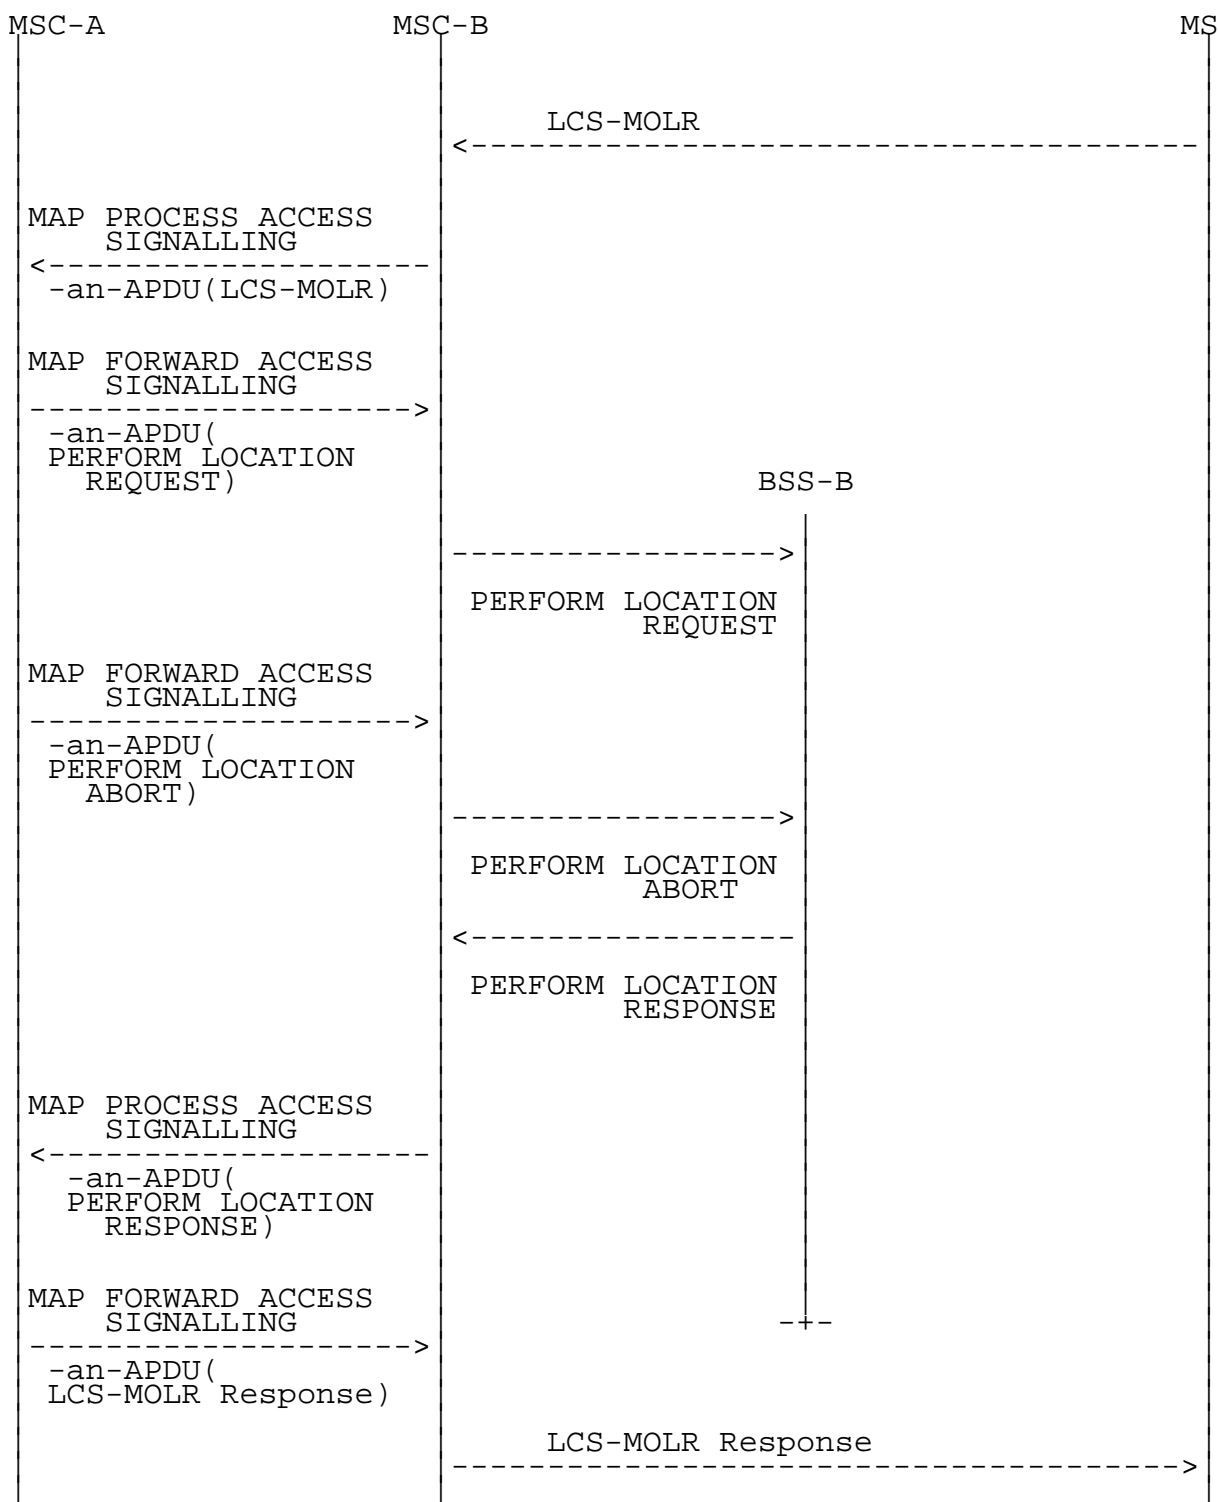 MSC-A MSC-B MS
LCS-MOLR
<--------------------------------------
MAP PROCESS ACCESS
SIGNALLING
<--------------------
-an-APDU(LCS-MOLR)
MAP FORWARD ACCESS
SIGNALLING
-------------------->
-an-APDU(
PERFORM LOCATION
REQUEST)
BSS-B
----------------->
PERFORM LOCATION
REQUEST
MAP FORWARD ACCESS
SIGNALLING
-------------------->
-an-APDU(
PERFORM LOCATION
ABORT)
----------------->
PERFORM LOCATION
ABORT
<-----------------
PERFORM LOCATION
RESPONSE
MAP PROCESS ACCESS
SIGNALLING
<--------------------
-an-APDU(
PERFORM LOCATION
RESPONSE)
MAP FORWARD ACCESS
SIGNALLING
-+-
-------------------->
-an-APDU(
LCS-MOLR Response)
LCS-MOLR Response
-------------------------------------->